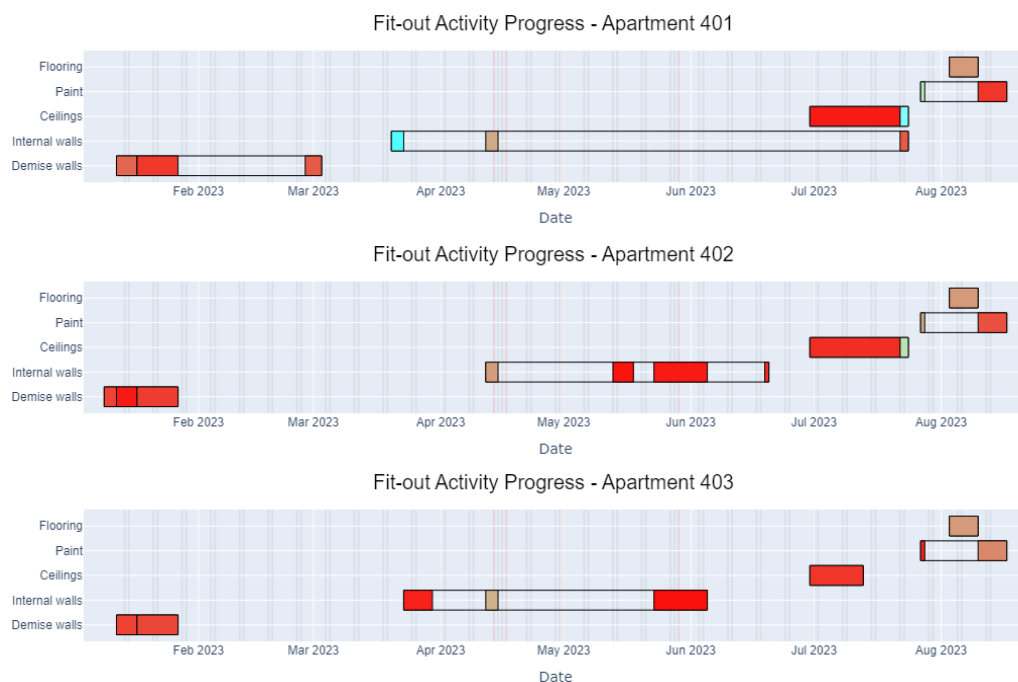 Fit-out Activity Progress - Apartment 401
Flooring
Paint
Ceilings
Internal walls
Demise walls
Feb 2023 Mar 2023 Apr 2023 May 2023 Jun 2023 Jul 2023 Aug 2023
Date
Fit-out Activity Progress - Apartment 402
Flooring
Paint
Ceilings
Internal walls
Demise walls
Feb 2023 Mar 2023 Apr 2023 May 2023 Jun 2023 Jul 2023 Aug 2023
Date
Fit-out Activity Progress - Apartment 403
Flooring
Paint
Ceilings
Internal walls
Demise walls
Feb 2023 Mar 2023 Apr 2023 May 2023 Jun 2023 Jul 2023 Aug 2023
Date